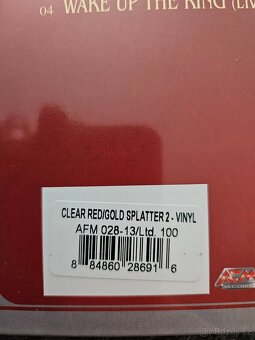 04 WAKE UP THE KING (LIV
CLEAR RED/GOLD SPLATTER 2 - VINYL
AFM 028-13/Ltd. 100
8 84860 28691 6
AFM